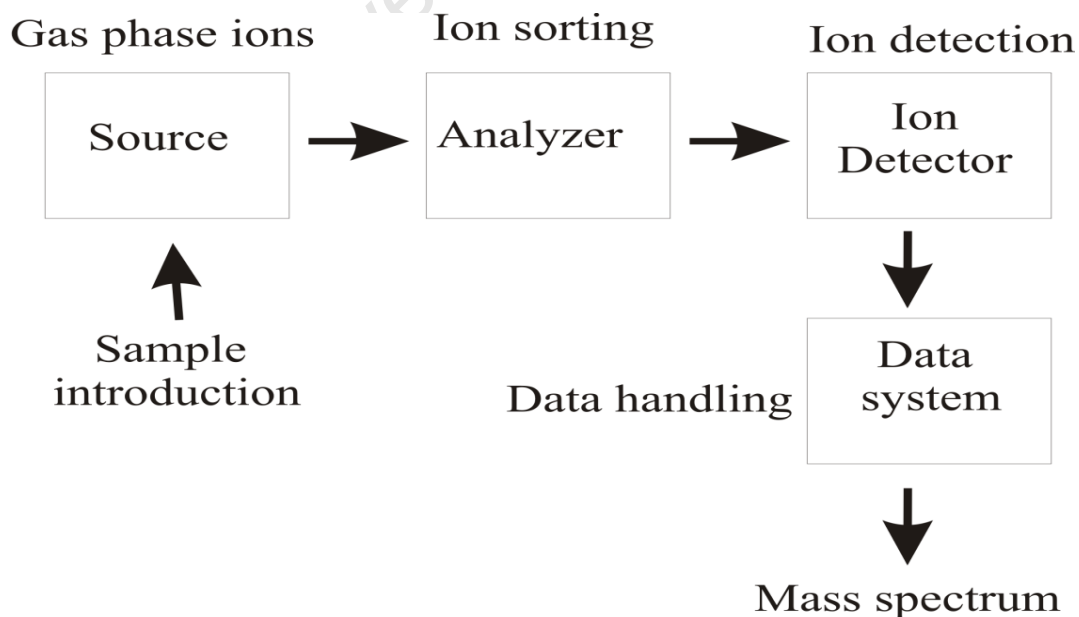 Gas phase ions
Ion sorting
Ion detection
Source
Analyzer
Ion
Detector
Sample
introduction
Data handling
Data
system
Mass spectrum